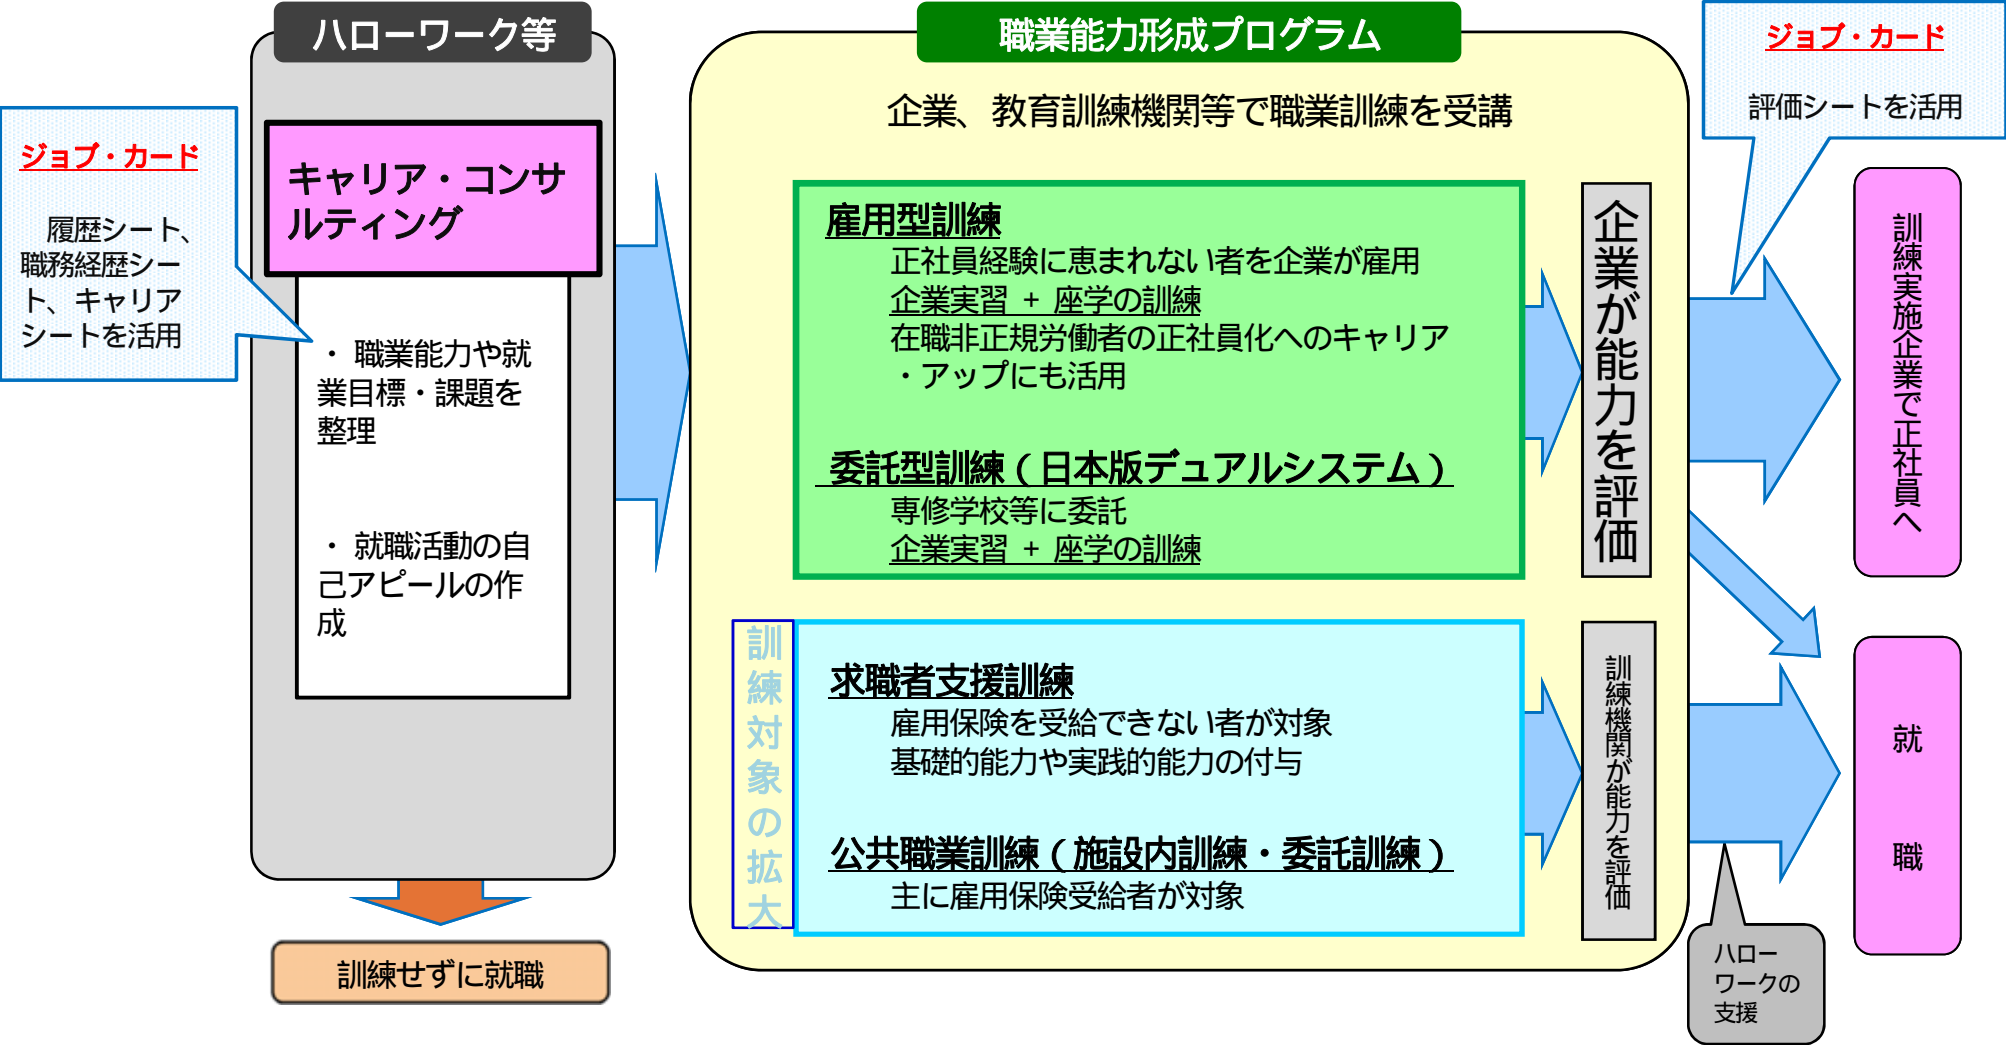 ハローワーク等
ジョブ・カード
履歴シート、
職務経歴シー
ト、キャリア
シートを活用
キャリア・コンサ
ルティング
・ 職業能力や就
業目標・課題を
整理
・ 就職活動の自
己アピールの作
成
訓練せずに就職
職業能力形成プログラム
企業、教育訓練機関等で職業訓練を受講
雇用型訓練
正社員経験に恵まれない者を企業が雇用
企業実習 + 座学の訓練
在職非正規労働者の正社員化へのキャリア
・アップにも活用
委託型訓練(日本版デュアルシステム)
専修学校等に委託
企業実習 + 座学の訓練
企業が能力を評価
訓練対象の拡大
求職者支援訓練
雇用保険を受給できない者が対象
基礎的能力や実践的能力の付与
公共職業訓練(施設内訓練・委託訓練)
主に雇用保険受給者が対象
訓練機関が能力を評価
ジョブ・カード
評価シートを活用
訓練実施企業で正社員へ
就職
ハロー
ワークの
支援